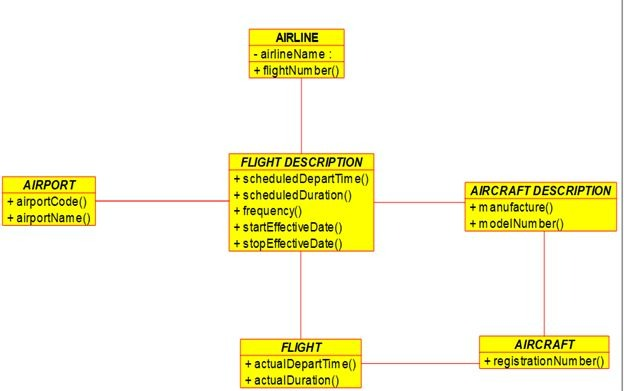 AIRLINE
- airlineName :
+ flightNumber()
FLIGHT DESCRIPTION
+ scheduledDepartTime()
+ scheduledDuration()
+ frequency()
+ startEffectiveDate()
+ stopEffectiveDate()
AIRPORT
+ airportCode()
+ airportName()
AIRCRAFT DESCRIPTION
+ manufacture()
+ modelNumber()
FLIGHT
+ actualDepartTime()
+ actualDuration()
AIRCRAFT
+ registrationNumber()